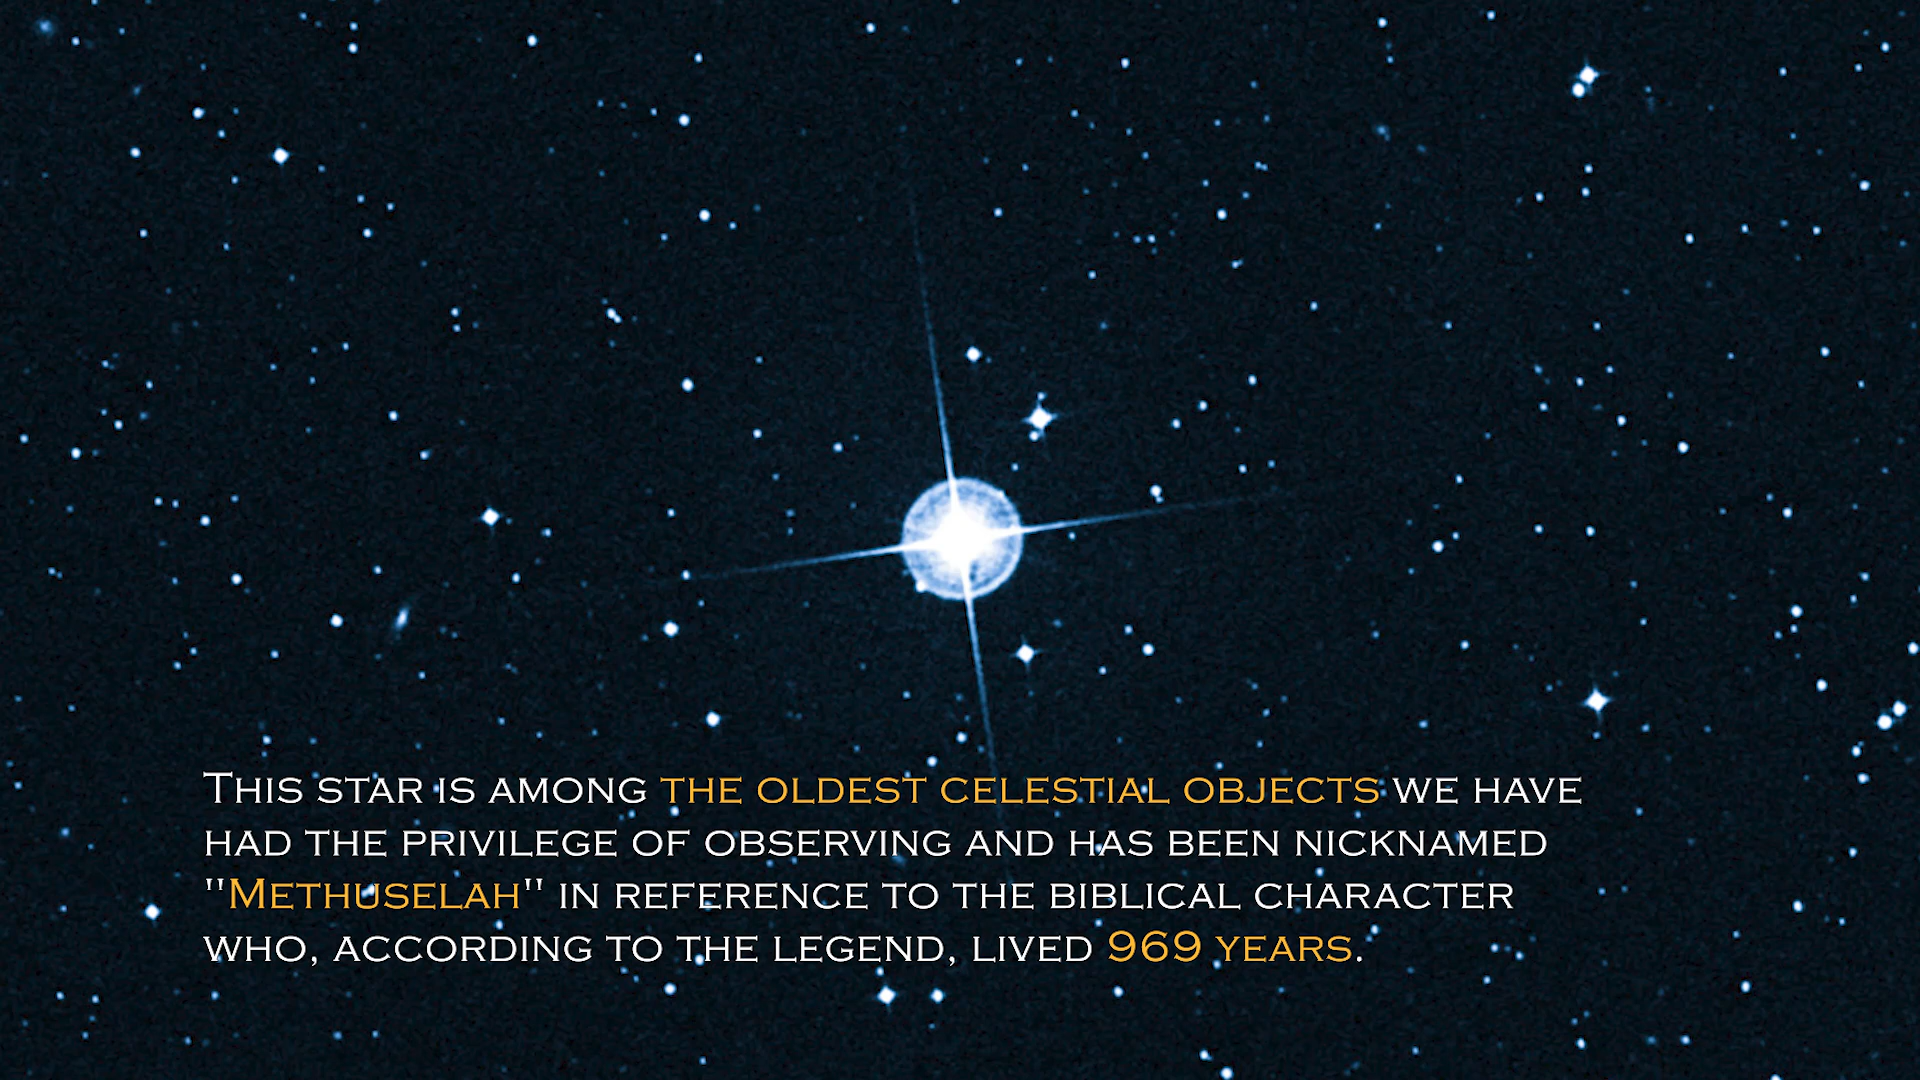 This star is among the oldest celestial objects we have
had the privilege of observing and has been nicknamed
"Methuselah" in reference to the biblical character
who, according to the legend, lived 969 years.